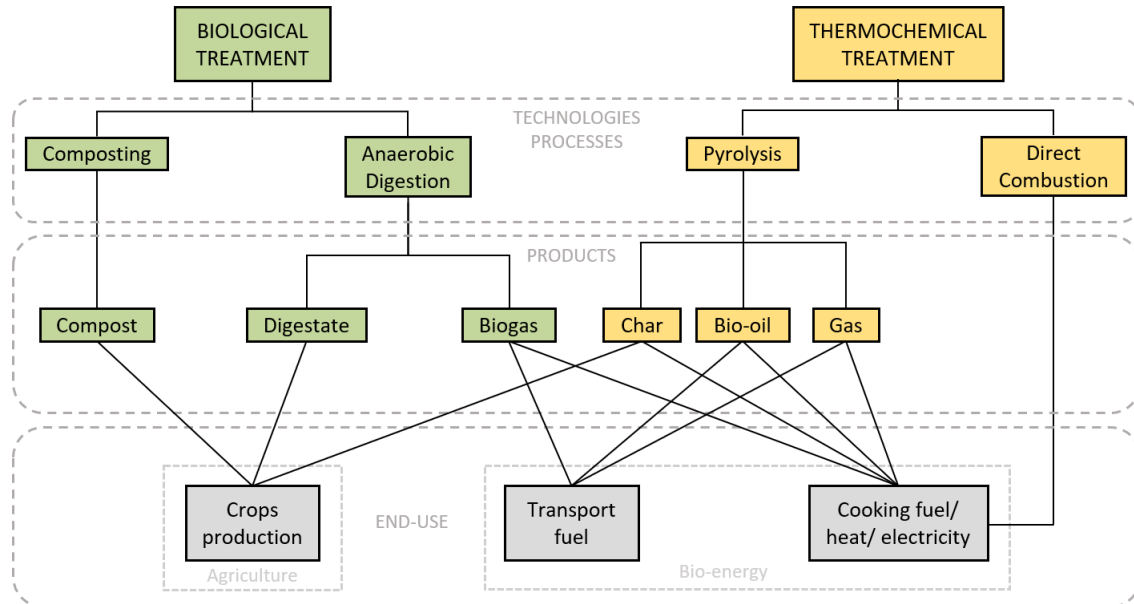 BIOLOGICAL
TREATMENT
THERMOCHEMICAL
TREATMENT
TECHNOLOGIES
PROCESSES
Composting
Anaerobic
Digestion
Pyrolysis
Direct
Combustion
PRODUCTS
Compost
Digestate
Biogas
Char
Bio-oil
Gas
Crops
production
END-USE
Transport
fuel
Cooking fuel/
heat/ electricity
Agriculture
Bio-energy